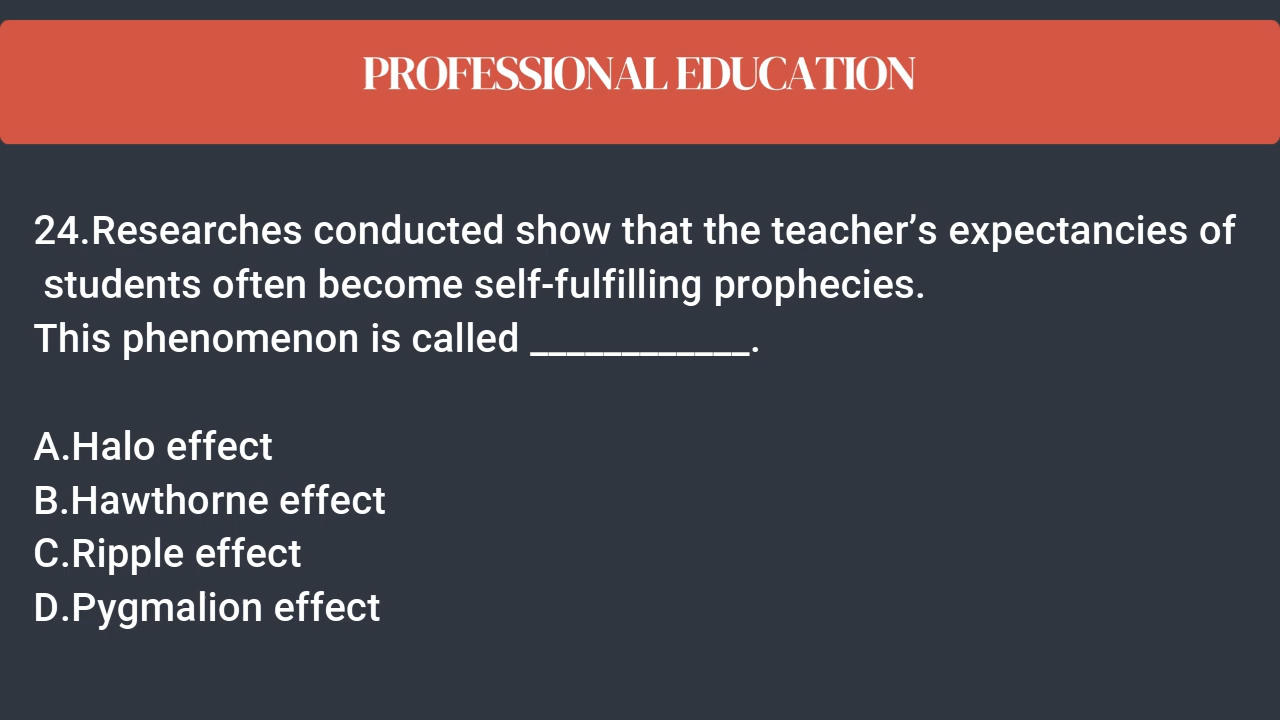 PROFESSIONAL EDUCATION
24.Researches conducted show that the teacher’s expectancies of
students often become self-fulfilling prophecies.
This phenomenon is called ____________.
A.Halo effect
B.Hawthorne effect
C.Ripple effect
D.Pygmalion effect